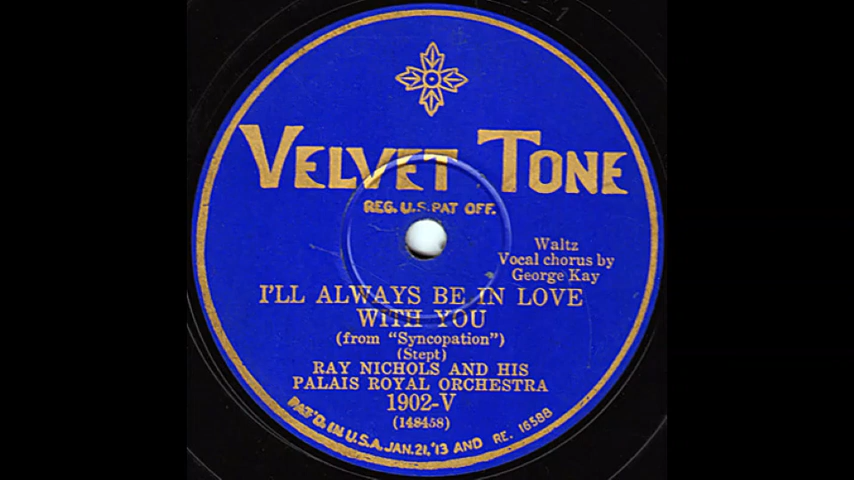 VELVET TONE
REG. U.S. PAT OFF.
Waltz
Vocal chorus by
George Kay
I'LL ALWAYS BE IN LOVE
WITH YOU
(from "Syncopation")
(Stept)
RAY NICHOLS AND HIS
PALAIS ROYAL ORCHESTRA
1902-V
(148458)
PAT'D. IN U.S.A. JAN. 21, '13 AND RE. 16588